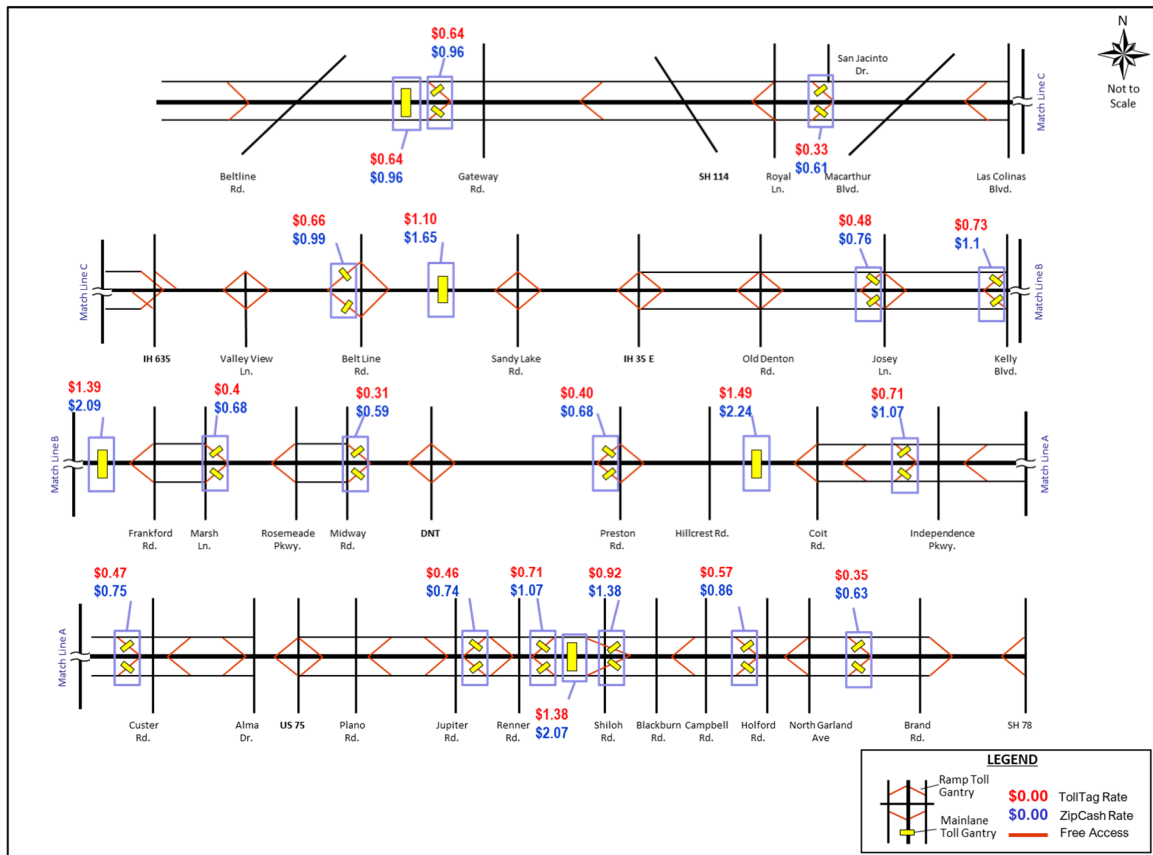 $0.64
$0.96
San Jacinto
Dr.
N
Not to
Scale
Match Line C
$0.64
$0.96
$0.33
$0.61
Beltline
Rd.
Gateway
Rd.
SH 114
Royal
Ln.
Macarthur
Blvd.
Las Colinas
Blvd.
$0.66
$0.99
$1.10
$1.65
$0.48
$0.76
$0.73
$1.1
Match Line C
Match Line B
IH 635
Valley View
Ln.
Belt Line
Rd.
Sandy Lake
Rd.
IH 35 E
Old Denton
Rd.
Josey
Ln.
Kelly
Blvd.
$1.39
$2.09
$0.4
$0.68
$0.31
$0.59
$0.40
$0.68
$1.49
$2.24
$0.71
$1.07
Match Line B
Match Line A
Frankford
Rd.
Marsh
Ln.
Rosemeade
Pkwy.
Midway
Rd.
DNT
Preston
Rd.
Hillcrest Rd.
Coit
Rd.
Independence
Pkwy.
$0.47
$0.75
$0.46
$0.74
$0.71
$1.07
$0.92
$1.38
$0.57
$0.86
$0.35
$0.63
Match Line A
$1.38
$2.07
Custer
Rd.
Alma
Dr.
US 75
Plano
Rd.
Jupiter
Rd.
Renner
Rd.
Shiloh
Rd.
Blackburn
Rd.
Campbell
Rd.
Holford
Rd.
North Garland
Ave
Brand
Rd.
SH 78
LEGEND
Ramp Toll
Gantry
Mainlane
Toll Gantry
$0.00 TollTag Rate
$0.00 ZipCash Rate
Free Access